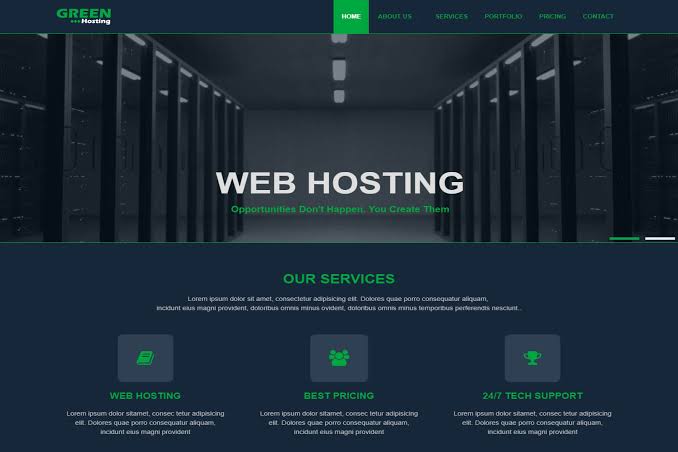 GREEN
Hosting
HOME ABOUT US SERVICES PORTFOLIO PRICING CONTACT
WEB HOSTING
Opportunities Don't Happen. You Create Them
OUR SERVICES
Lorem ipsum dolor sit amet, consectetur adipisicing elit. Dolores quae porro consequatur aliquam,
incidunt eius magni provident, doloribus omnis minus ovident, doloribus omnis minus temporibus perferendis nesciunt..
WEB HOSTING
Lorem ipsum dolor sitamet, consec tetur adipisicing
elit. Dolores quae porro consequatur aliquam,
incidunt eius magni provident
BEST PRICING
Lorem ipsum dolor sitamet, consec tetur adipisicing
elit. Dolores quae porro consequatur aliquam,
incidunt eius magni provident
24/7 TECH SUPPORT
Lorem ipsum dolor sitamet, consec tetur adipisicing
elit. Dolores quae porro consequatur aliquam,
incidunt eius magni provident